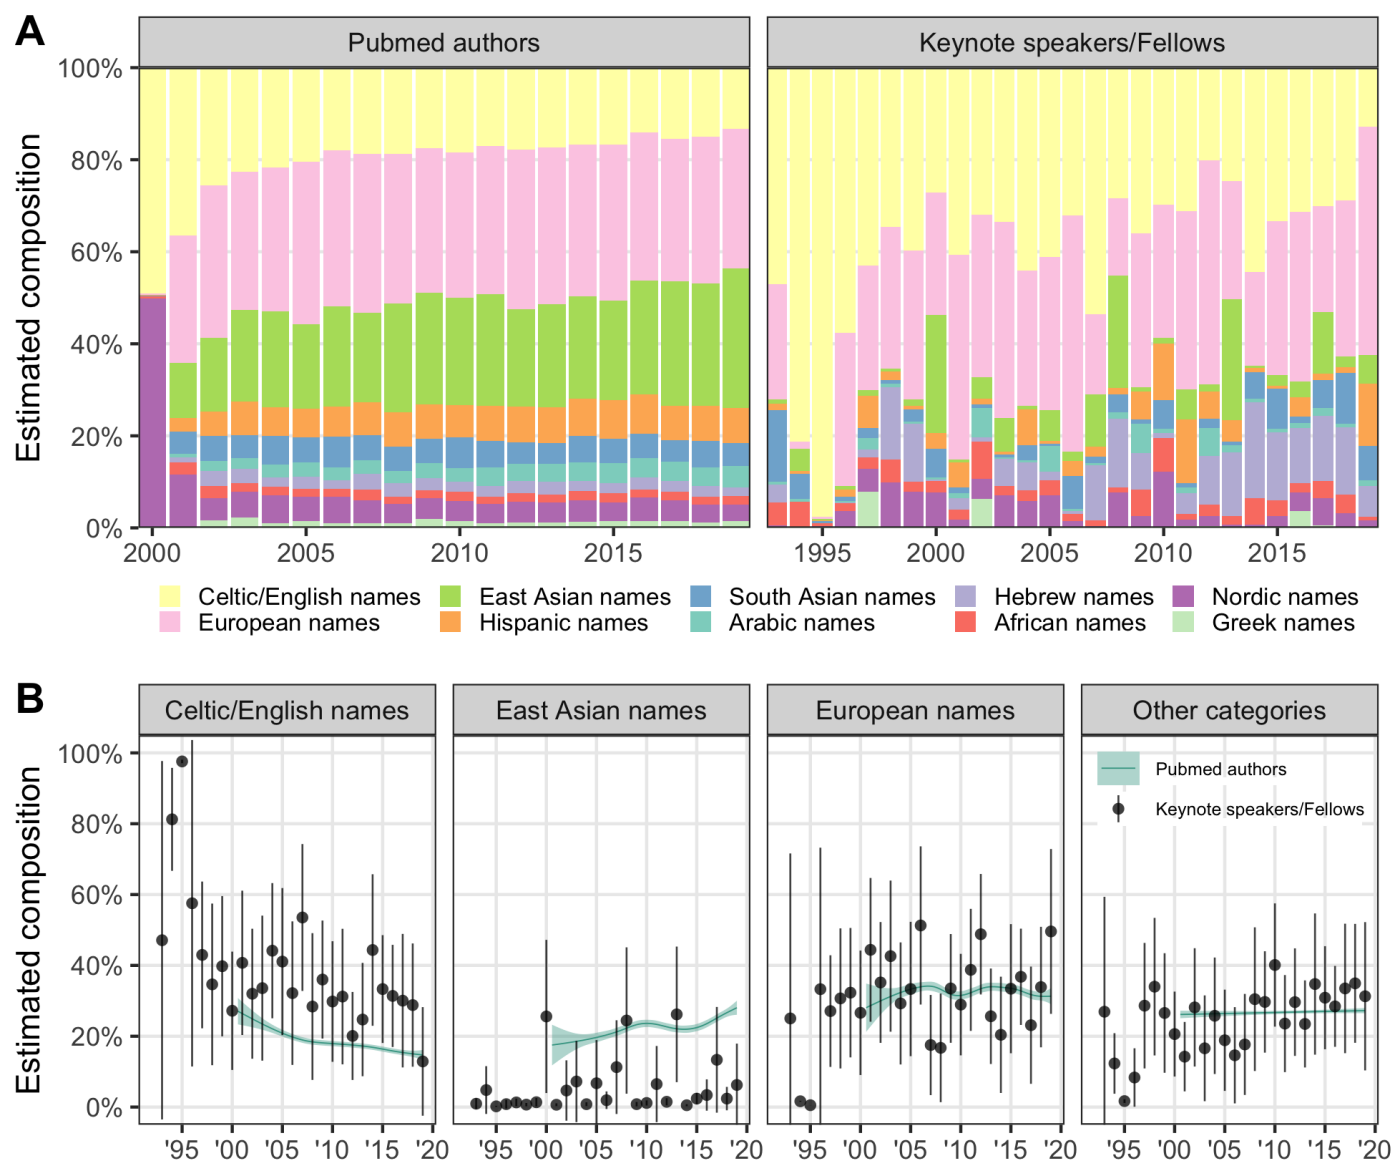 A
Pubmed authors
Keynote speakers/Fellows
Estimated composition
100%
80%
60%
40%
20%
0%
2000 2005 2010 2015
1995 2000 2005 2010 2015
Celtic/English names East Asian names South Asian names Hebrew names Nordic names
European names Hispanic names Arabic names African names Greek names
B
Celtic/English names
East Asian names
European names
Other categories
Estimated composition
100%
80%
60%
40%
20%
0%
Pubmed authors
Keynote speakers/Fellows
'95 '00 '05 '10 '15 '20
'95 '00 '05 '10 '15 '20
'95 '00 '05 '10 '15 '20
'95 '00 '05 '10 '15 '20